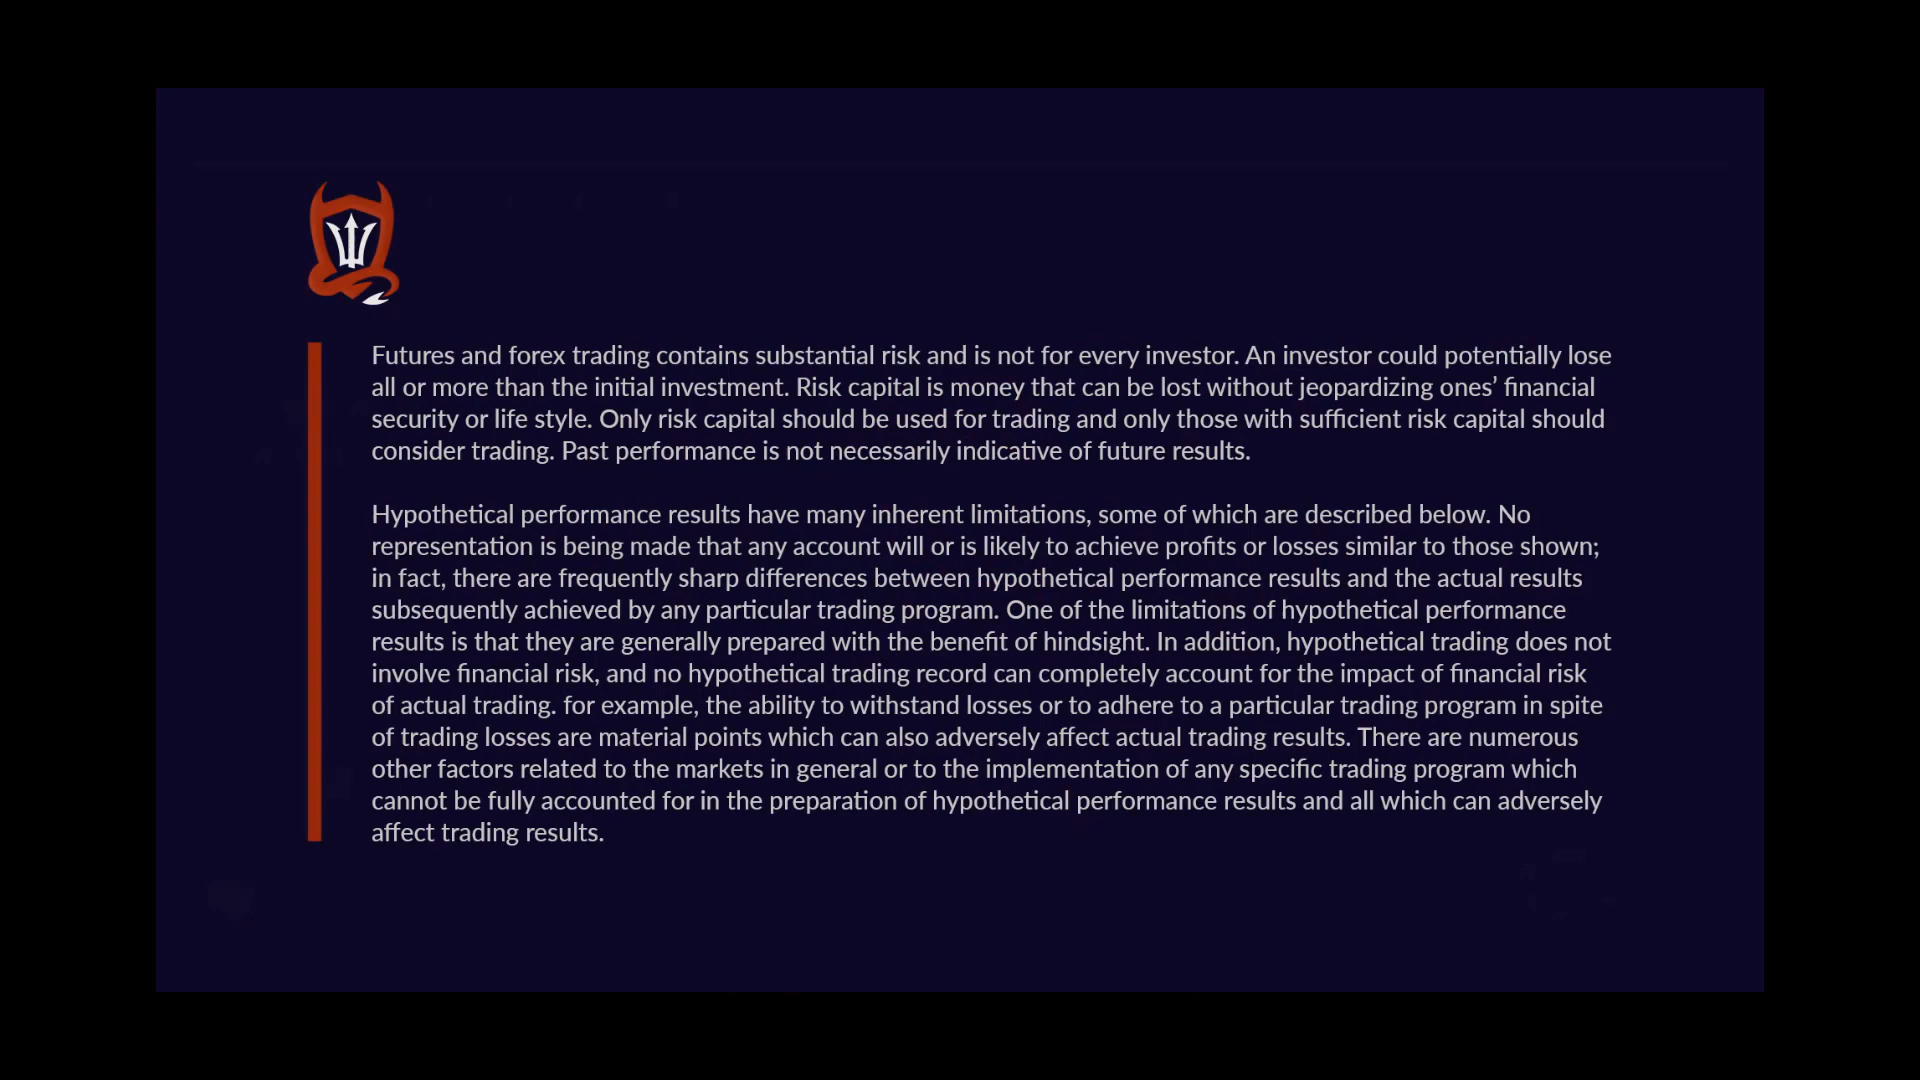 Futures and forex trading contains substantial risk and is not for every investor. An investor could potentially lose
all or more than the initial investment. Risk capital is money that can be lost without jeopardizing ones’ financial
security or life style. Only risk capital should be used for trading and only those with sufficient risk capital should
consider trading. Past performance is not necessarily indicative of future results.
Hypothetical performance results have many inherent limitations, some of which are described below. No
representation is being made that any account will or is likely to achieve profits or losses similar to those shown;
in fact, there are frequently sharp differences between hypothetical performance results and the actual results
subsequently achieved by any particular trading program. One of the limitations of hypothetical performance
results is that they are generally prepared with the benefit of hindsight. In addition, hypothetical trading does not
involve financial risk, and no hypothetical trading record can completely account for the impact of financial risk
of actual trading. for example, the ability to withstand losses or to adhere to a particular trading program in spite
of trading losses are material points which can also adversely affect actual trading results. There are numerous
other factors related to the markets in general or to the implementation of any specific trading program which
cannot be fully accounted for in the preparation of hypothetical performance results and all which can adversely
affect trading results.